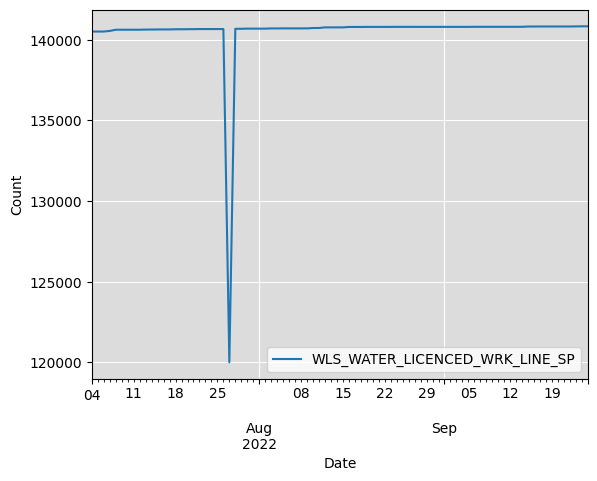 140000
135000
130000
125000
120000
Count
WLS_WATER_LICENCED_WRK_LINE_SP
04 11 18 25 08 15 22 29 05 12 19
Aug Sep
2022
Date